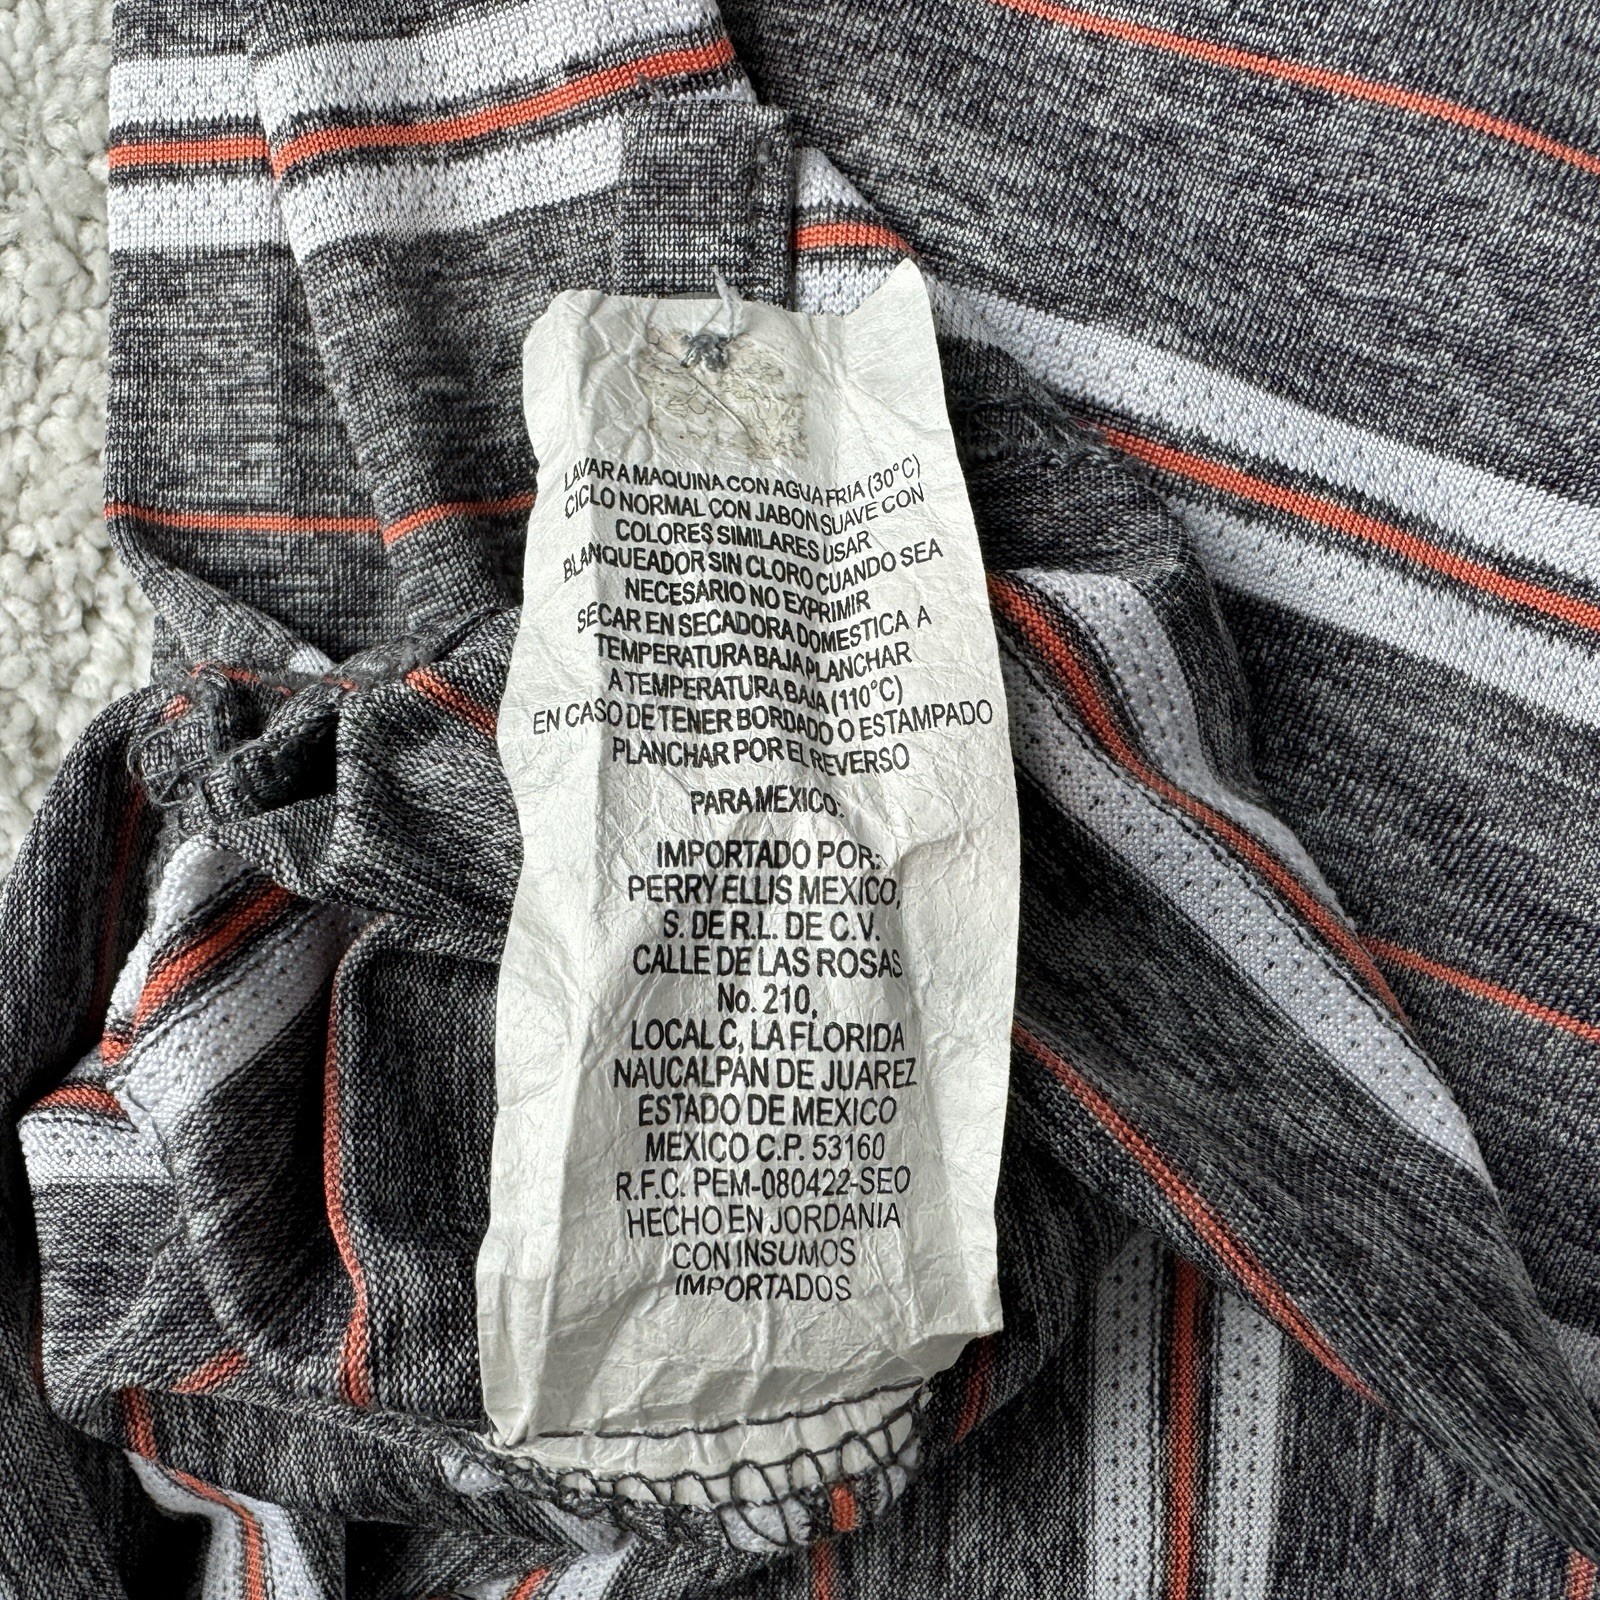 LAVAR A MAQUINA CON AGUA FRIA (30°C)
CICLO NORMAL CON JABON SUAVE CON
COLORES SIMILARES USAR
BLANQUEADOR SIN CLORO CUANDO SEA
NECESARIO NO EXPRIMIR
SECAR EN SECADORA DOMESTICA A
TEMPERATURA BAJA PLANCHAR
A TEMPERATURA BAJA (110°C)
EN CASO DE TENER BORDADO O ESTAMPADO
PLANCHAR POR EL REVERSO
PARA MEXICO:
IMPORTADO POR:
PERRY ELLIS MEXICO,
S. DE R.L. DE C.V.
CALLE DE LAS ROSAS
No. 210,
LOCAL C, LA FLORIDA
NAUCALPAN DE JUAREZ
ESTADO DE MEXICO
MEXICO C.P. 53160
R.F.C. PEM-080422-SEO
HECHO EN JORDANIA
CON INSUMOS
IMPORTADOS